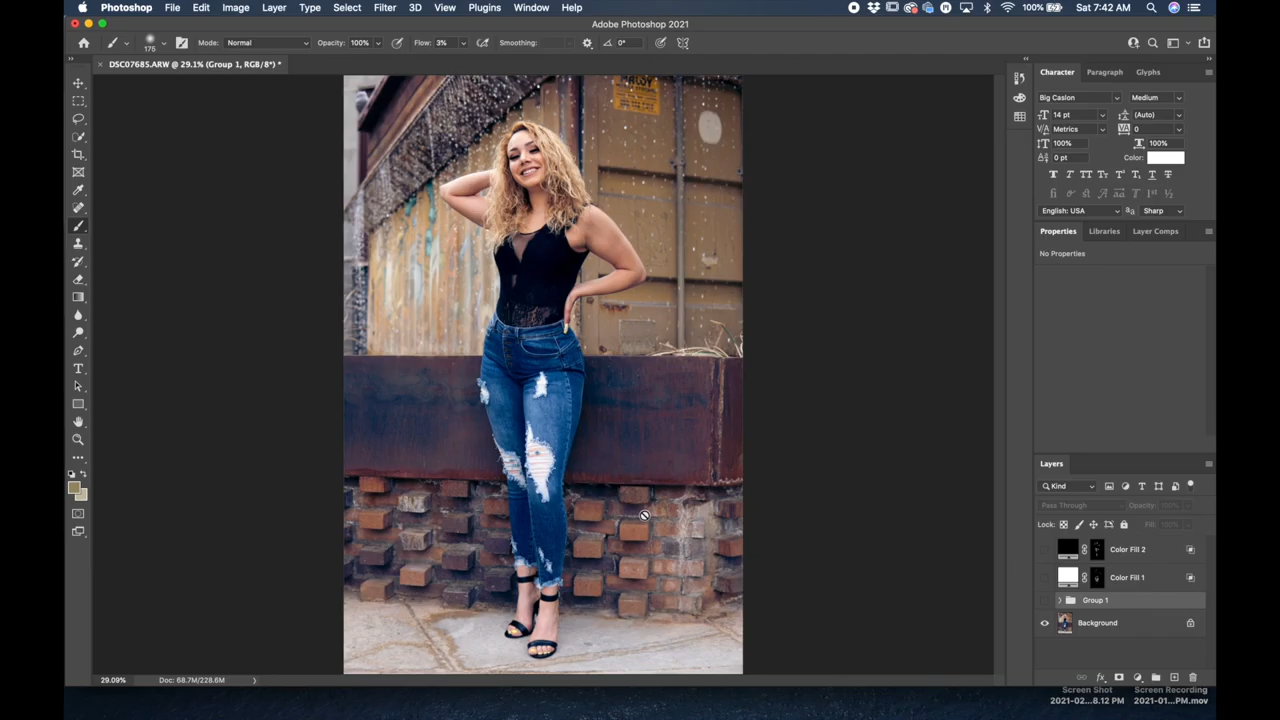 Photoshop File Edit Image Layer Type Select Filter 3D View Plugins Window Help 100% Sat 7:42 AM
Adobe Photoshop 2021
175 Mode: Normal Opacity: 100% Flow: 3% Smoothing: 0°
× DSC07685.ARW @ 29.1% (Group 1, RGB/8*) *
Character Paragraph Glyphs
Big Caslon Medium
14 pt (Auto)
Metrics 0
100% 100%
0 pt Color:
English: USA Sharp
Properties Libraries Layer Comps
No Properties
Layers
Kind
Pass Through Opacity: 100%
Lock: Fill: 100%
Color Fill 2
Color Fill 1
Group 1
Background
29.09% Doc: 68.7M/228.6M
Screen Shot Screen Recording
2021-02...8.12 PM 2021-01...PM.mov